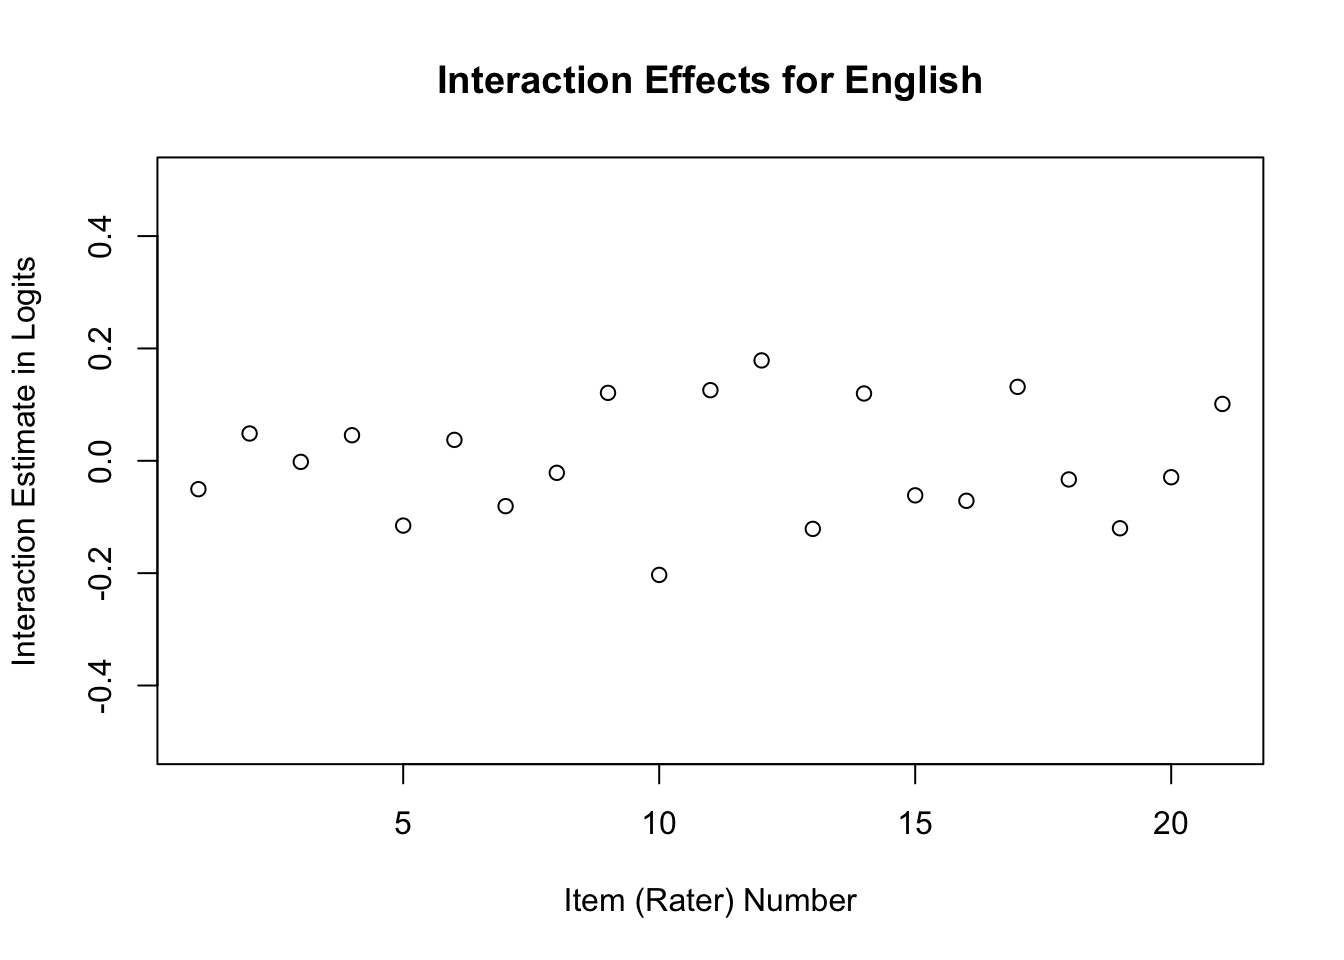 Interaction Effects for English
Interaction Estimate in Logits
0.4
0.2
0.0
-0.2
-0.4
5 10 15 20
Item (Rater) Number